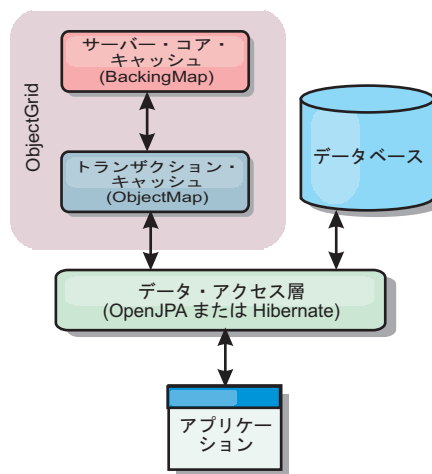 ObjectGrid
サーバー・コア・
キャッシュ
(BackingMap)
トランザクション・
キャッシュ
(ObjectMap)
データベース
データ・アクセス層
(OpenJPA または Hibernate)
アプリケー
ション